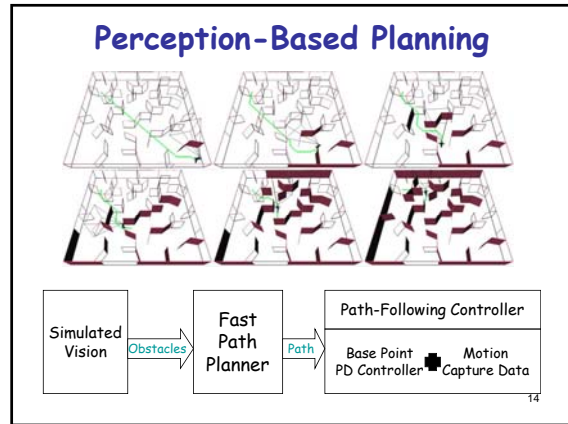 Perception-Based Planning
Simulated
Vision
Obstacles
Fast
Path
Planner
Path
Path-Following Controller
Base Point
PD Controller
Motion
Capture Data
14